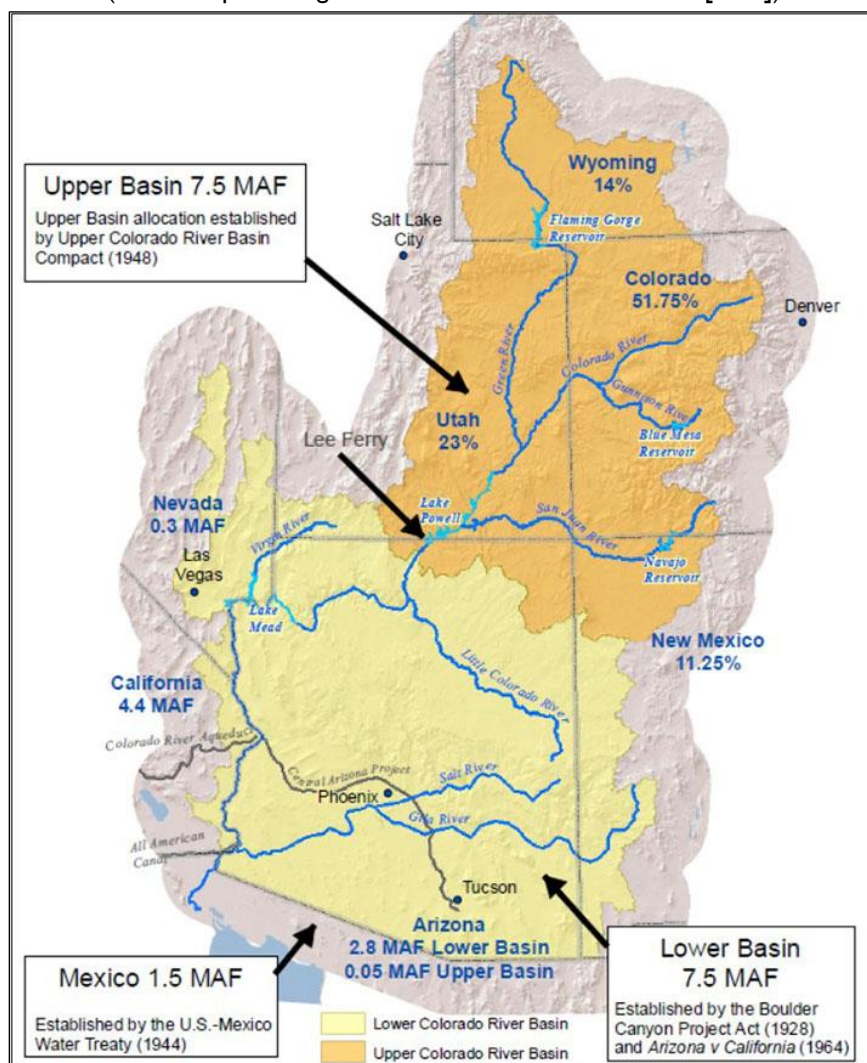 Upper Basin 7.5 MAF
Upper Basin allocation established
by Upper Colorado River Basin
Compact (1948)
Wyoming
14%
Flaming Gorge
Reservoir
Salt Lake
City
Colorado
51.75%
Denver
Green River
Colorado River
Gunnison River
Blue Mesa
Reservoir
Utah
23%
Lee Ferry
Lake
Powell
San Juan River
Navajo
Reservoir
Nevada
0.3 MAF
Virgin River
Las
Vegas
Lake
Mead
New Mexico
11.25%
California
4.4 MAF
Little Colorado River
Colorado River Aqueduct
Central Arizona Project
Salt River
Phoenix
Gila River
All American
Canal
Tucson
Arizona
2.8 MAF Lower Basin
0.05 MAF Upper Basin
Mexico 1.5 MAF
Established by the U.S.-Mexico
Water Treaty (1944)
Lower Basin
7.5 MAF
Established by the Boulder
Canyon Project Act (1928)
and Arizona v California (1964)
Lower Colorado River Basin
Upper Colorado River Basin